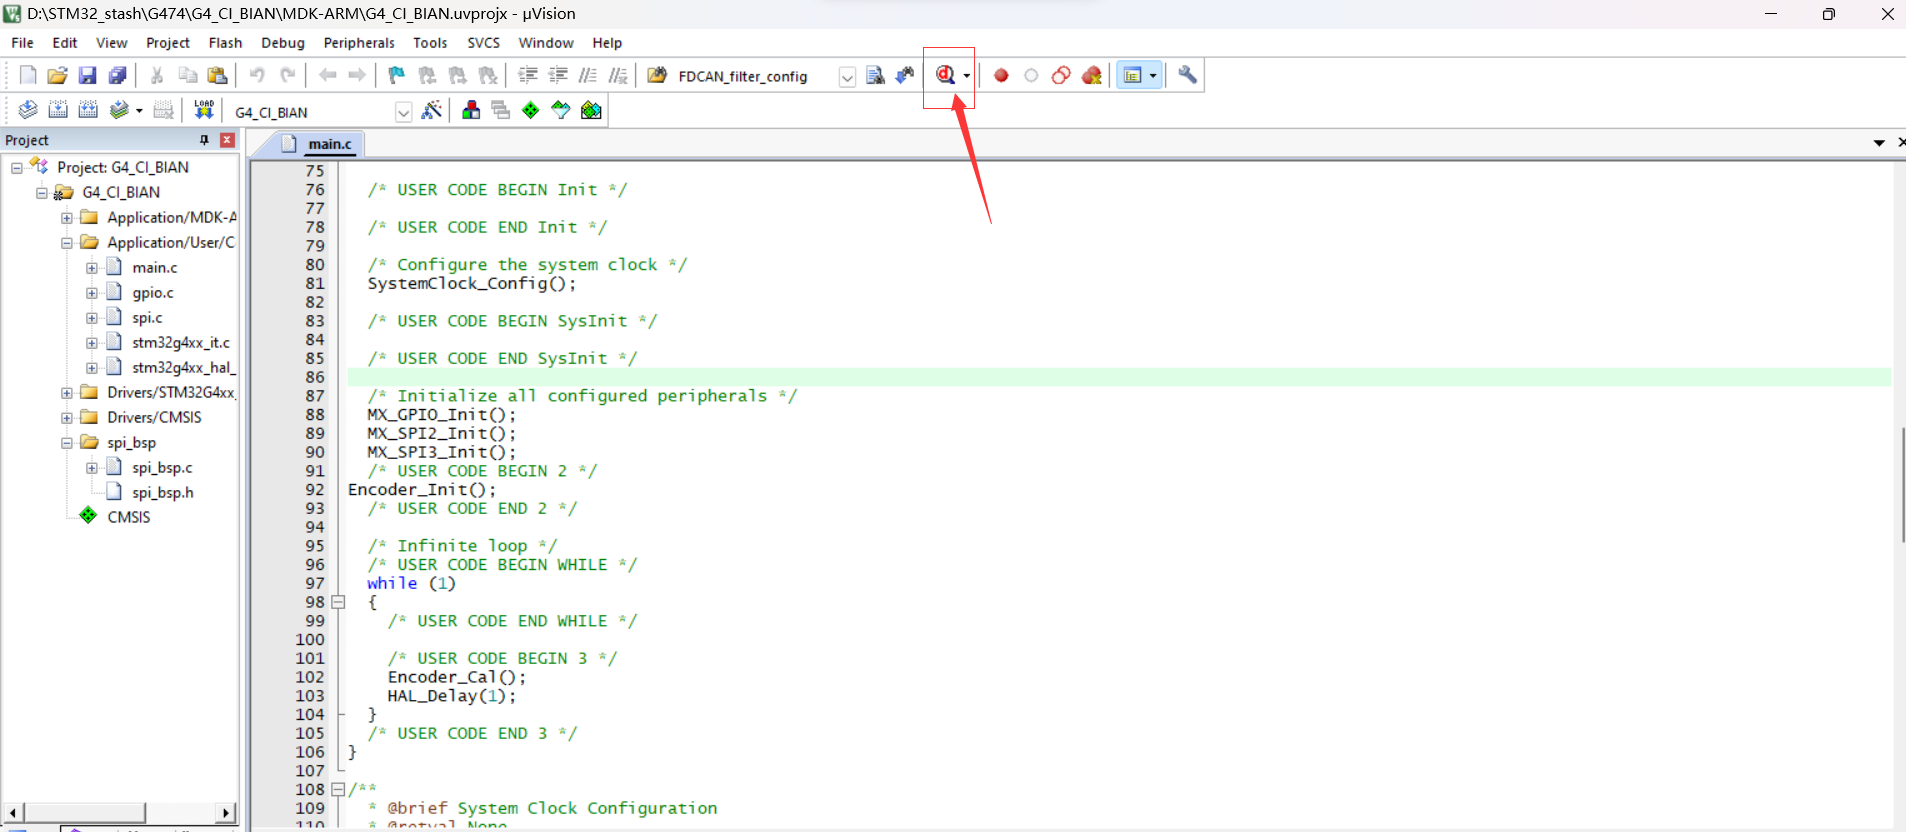 D:\STM32_stash\G474\G4_CI_BIAN\MDK-ARM\G4_CI_BIAN.uvprojx - µVision
File Edit View Project Flash Debug Peripherals Tools SVCS Window Help
FDCAN_filter_config
LOAD G4_CI_BIAN
Project
Project: G4_CI_BIAN
G4_CI_BIAN
Application/MDK-A
Application/User/C
main.c
gpio.c
spi.c
stm32g4xx_it.c
stm32g4xx_hal_
Drivers/STM32G4xx_
Drivers/CMSIS
spi_bsp
spi_bsp.c
spi_bsp.h
CMSIS
main.c
75
76 /* USER CODE BEGIN Init */
77
78 /* USER CODE END Init */
79
80 /* Configure the system clock */
81 SystemClock_Config();
82
83 /* USER CODE BEGIN SysInit */
84
85 /* USER CODE END SysInit */
86
87 /* Initialize all configured peripherals */
88 MX_GPIO_Init();
89 MX_SPI2_Init();
90 MX_SPI3_Init();
91 /* USER CODE BEGIN 2 */
92 Encoder_Init();
93 /* USER CODE END 2 */
94
95 /* Infinite loop */
96 /* USER CODE BEGIN WHILE */
97 while (1)
98 {
99 /* USER CODE END WHILE */
100
101 /* USER CODE BEGIN 3 */
102 Encoder_Cal();
103 HAL_Delay(1);
104 }
105 /* USER CODE END 3 */
106 }
107
108 /**
109 * @brief System Clock Configuration
110 * @retval None